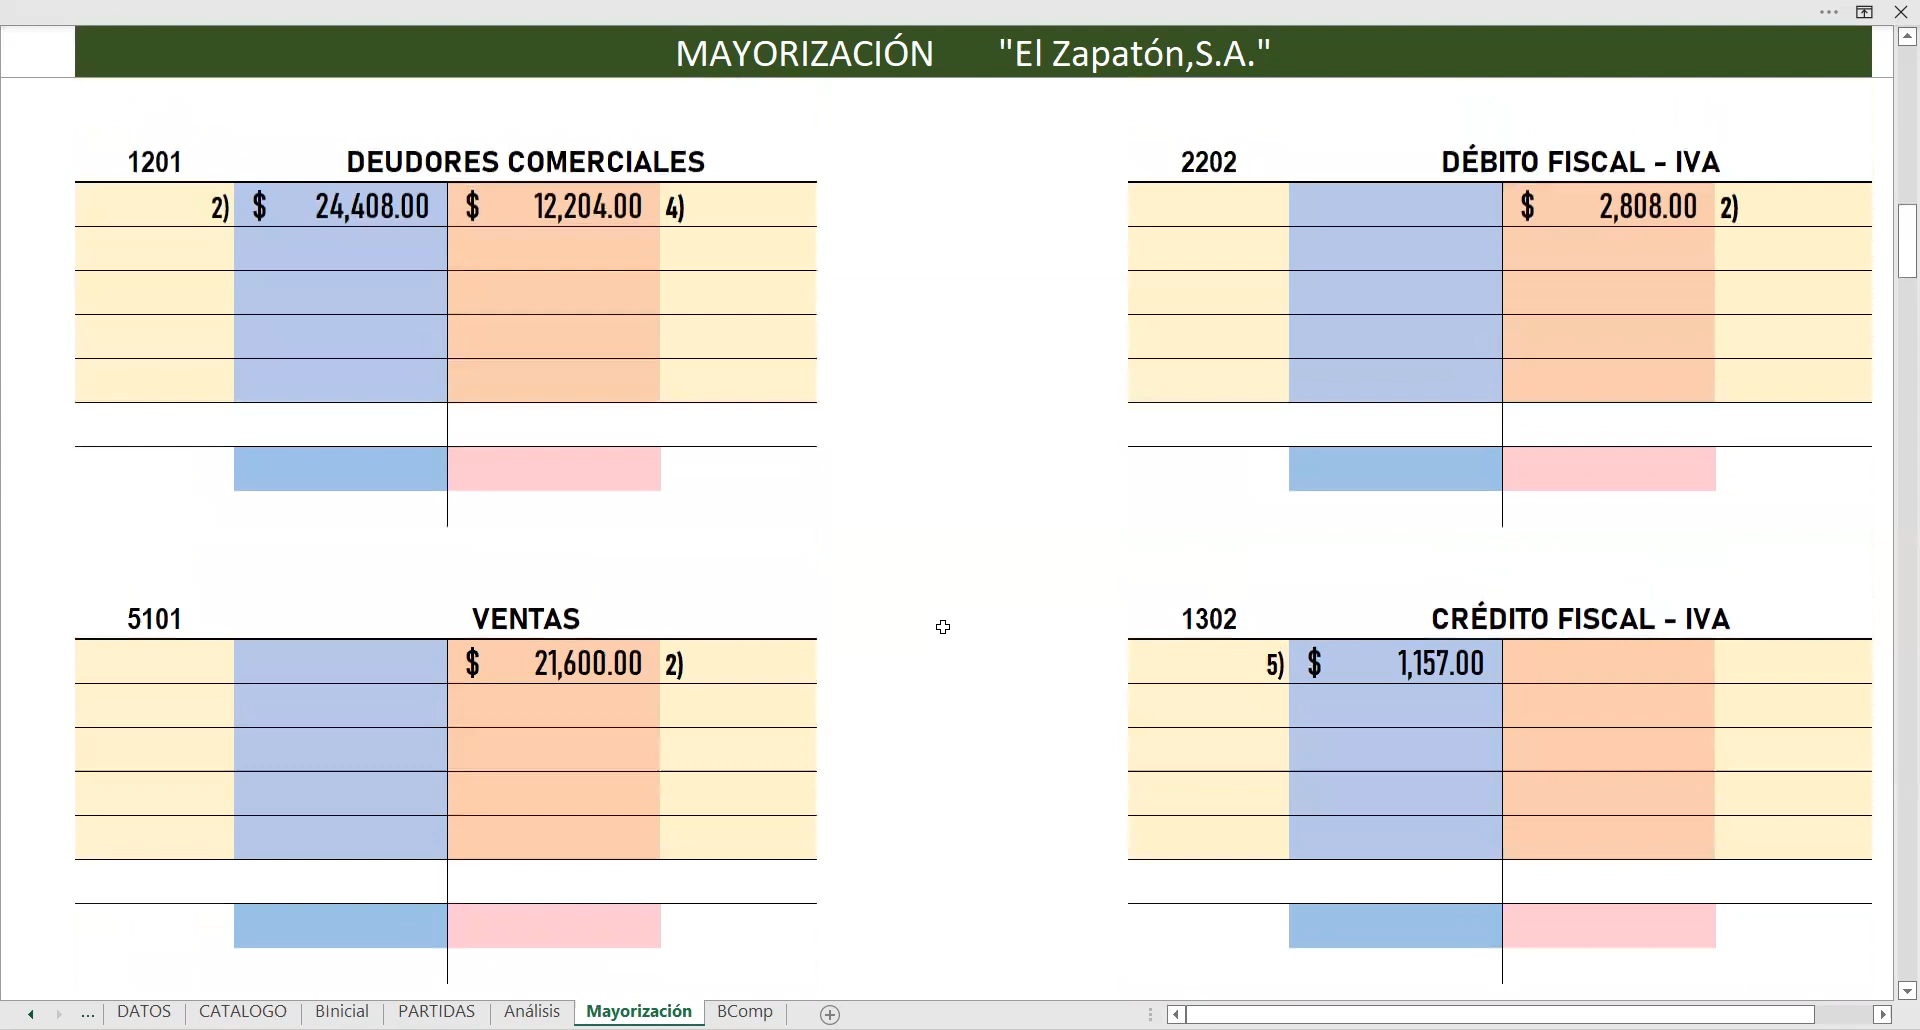 MAYORIZACIÓN "El Zapatón,S.A."
1201 DEUDORES COMERCIALES
2) $ 24,408.00 $ 12,204.00 4)
2202 DÉBITO FISCAL - IVA
$ 2,808.00 2)
5101 VENTAS
$ 21,600.00 2)
1302 CRÉDITO FISCAL - IVA
5) $ 1,157.00
... DATOS CATALOGO BInicial PARTIDAS Análisis Mayorización BComp